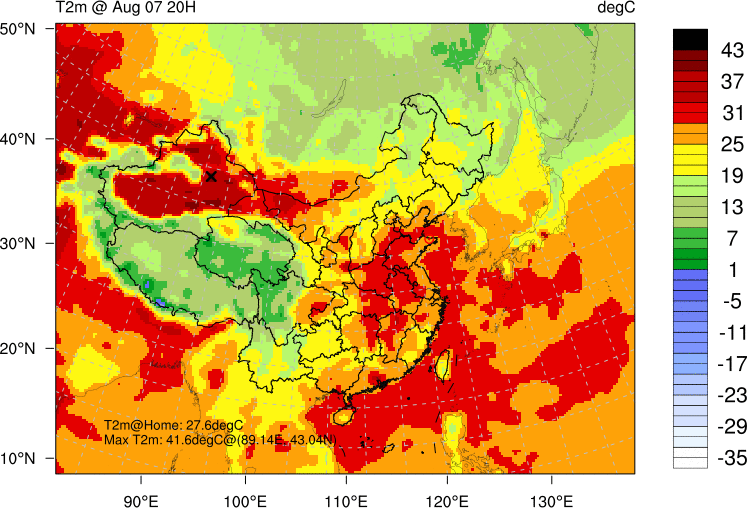 T2m @ Aug 07 20H degC
50°N
40°N
30°N
20°N
10°N
T2m@Home: 27.6degC
Max T2m: 41.6degC@(89.14E, 43.04N)
90°E 100°E 110°E 120°E 130°E
43
37
31
25
19
13
7
1
-5
-11
-17
-23
-29
-35